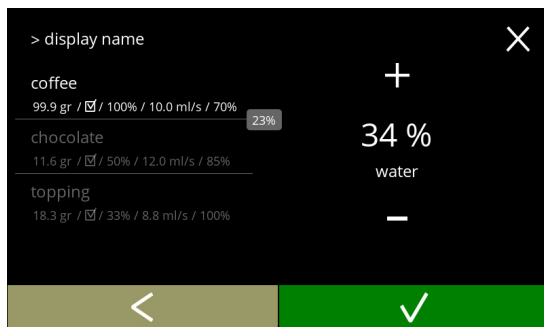 > display name
coffee
99.9 gr / ☑ / 100% / 10.0 ml/s / 70%
23%
chocolate
11.6 gr / ☑ / 50% / 12.0 ml/s / 85%
topping
18.3 gr / ☑ / 33% / 8.8 ml/s / 100%
+
34 %
water
−